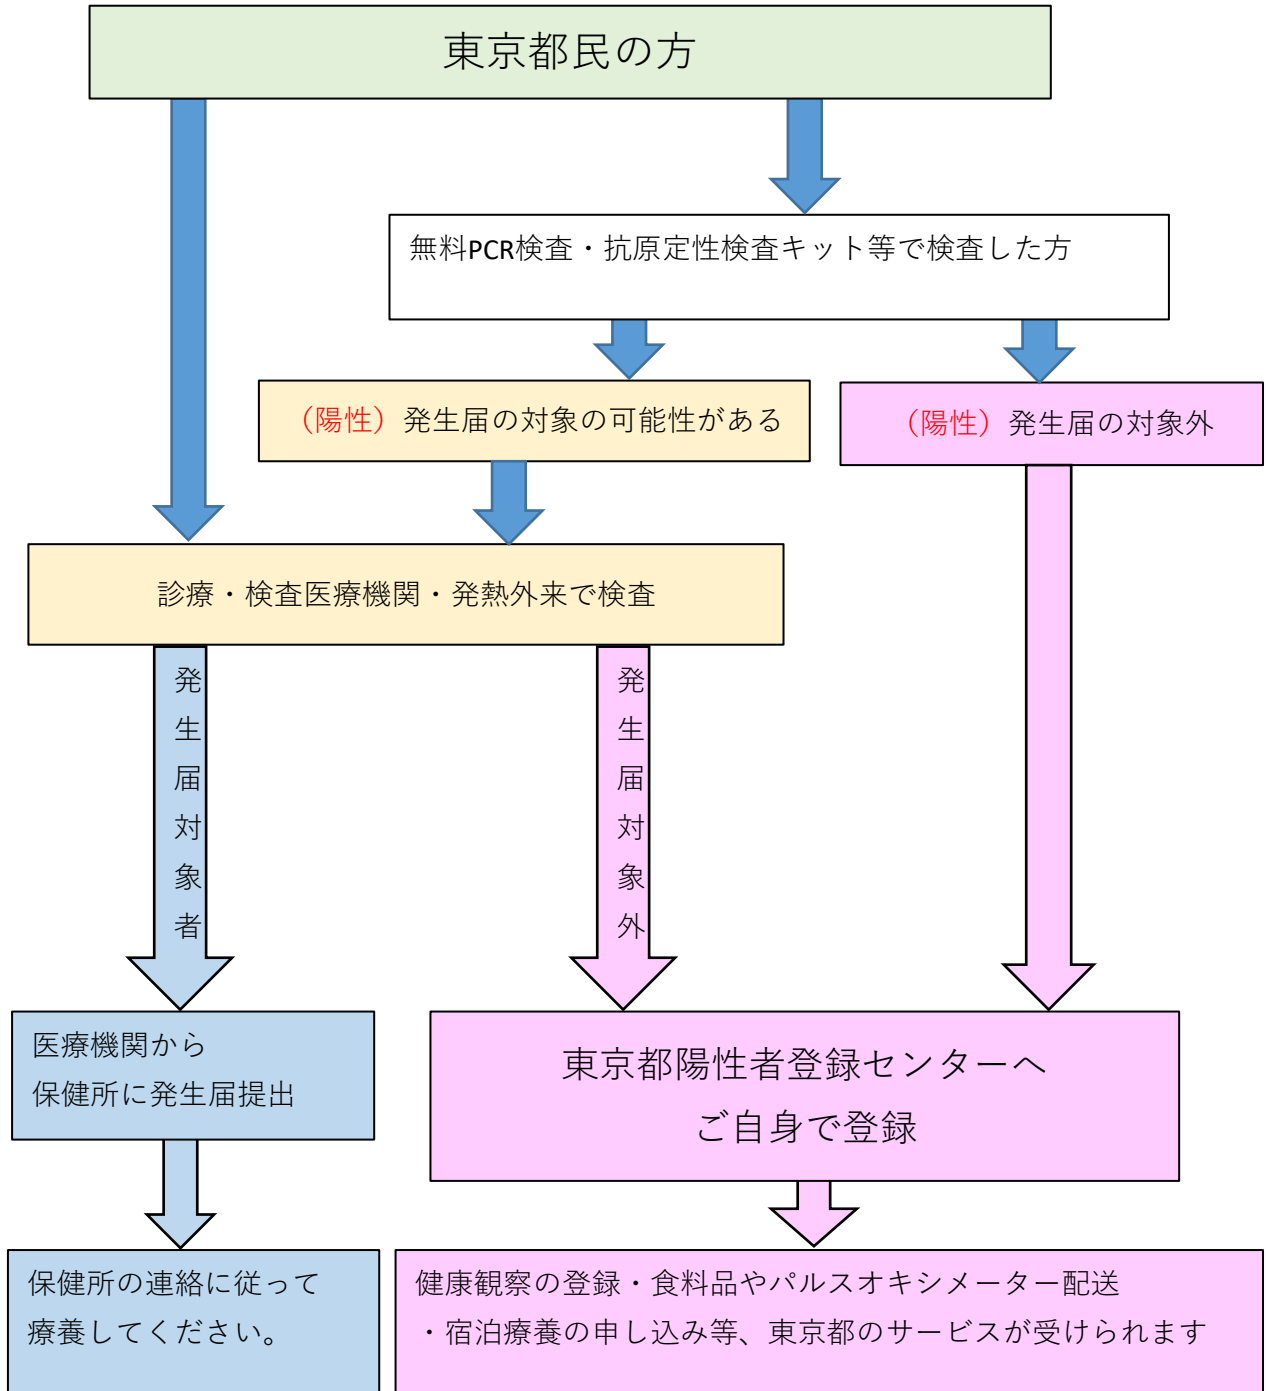 東京都民の方
無料PCR検査・抗原定性検査キット等で検査した方
（陽性）発生届の対象の可能性がある
（陽性）発生届の対象外
診療・検査医療機関・発熱外来で検査
発生届対象者
発生届対象外
医療機関から
保健所に発生届提出
東京都陽性者登録センターへ
ご自身で登録
保健所の連絡に従って
療養してください。
健康観察の登録・食料品やパルスオキシメーター配送
・宿泊療養の申し込み等、東京都のサービスが受けられます